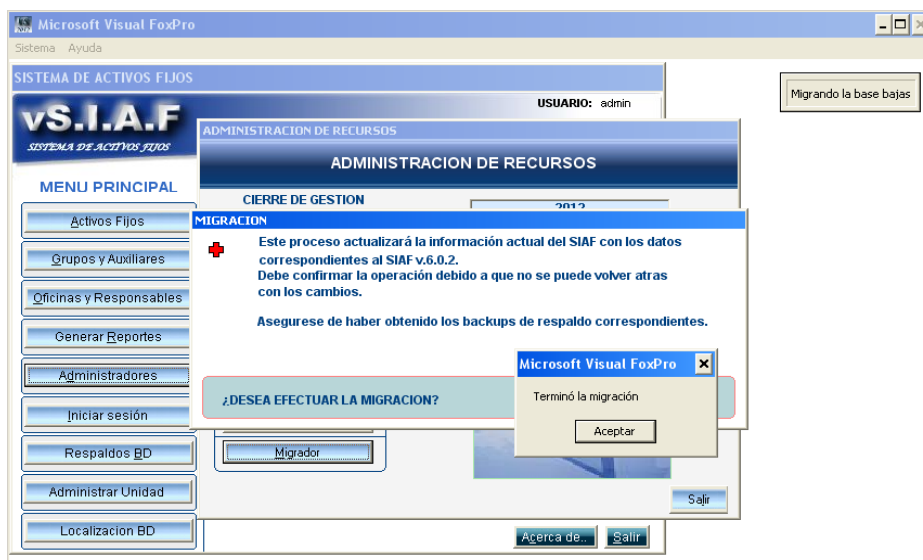 Microsoft Visual FoxPro
Sistema Ayuda
SISTEMA DE ACTIVOS FIJOS
Migrando la base bajas
vS.I.A.F
SISTEMA DE ACTIVOS FIJOS
USUARIO: admin
ADMINISTRACION DE RECURSOS
ADMINISTRACION DE RECURSOS
MENU PRINCIPAL
CIERRE DE GESTION
2012
Activos Fijos
Grupos y Auxiliares
Oficinas y Responsables
Generar Reportes
Administradores
Iniciar sesión
Respaldos BD
Administrar Unidad
Localizacion BD
MIGRACION
Este proceso actualizará la información actual del SIAF con los datos
correspondientes al SIAF v.6.0.2.
Debe confirmar la operación debido a que no se puede volver atras
con los cambios.
Asegurese de haber obtenido los backups de respaldo correspondientes.
¿DESEA EFECTUAR LA MIGRACION?
Microsoft Visual FoxPro
Terminó la migración
Aceptar
Migrador
Salir
Acerca de..
Salir